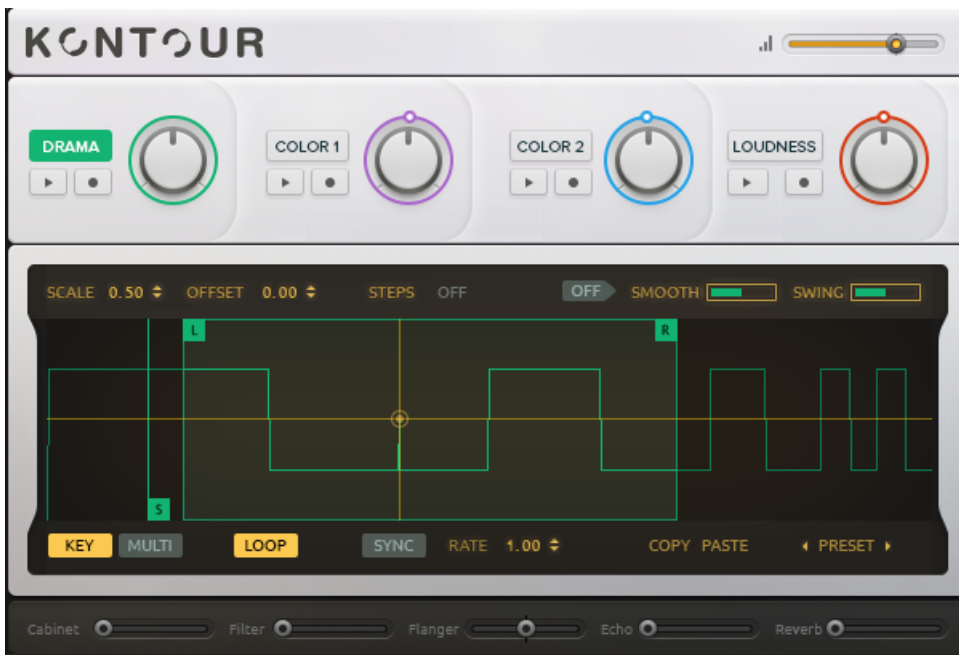 KONTOUR
DRAMA COLOR 1 COLOR 2 LOUDNESS
SCALE 0.50 OFFSET 0.00 STEPS OFF OFF SMOOTH SWING
L R
S
KEY MULTI LOOP SYNC RATE 1.00 COPY PASTE PRESET
Cabinet Filter Flanger Echo Reverb